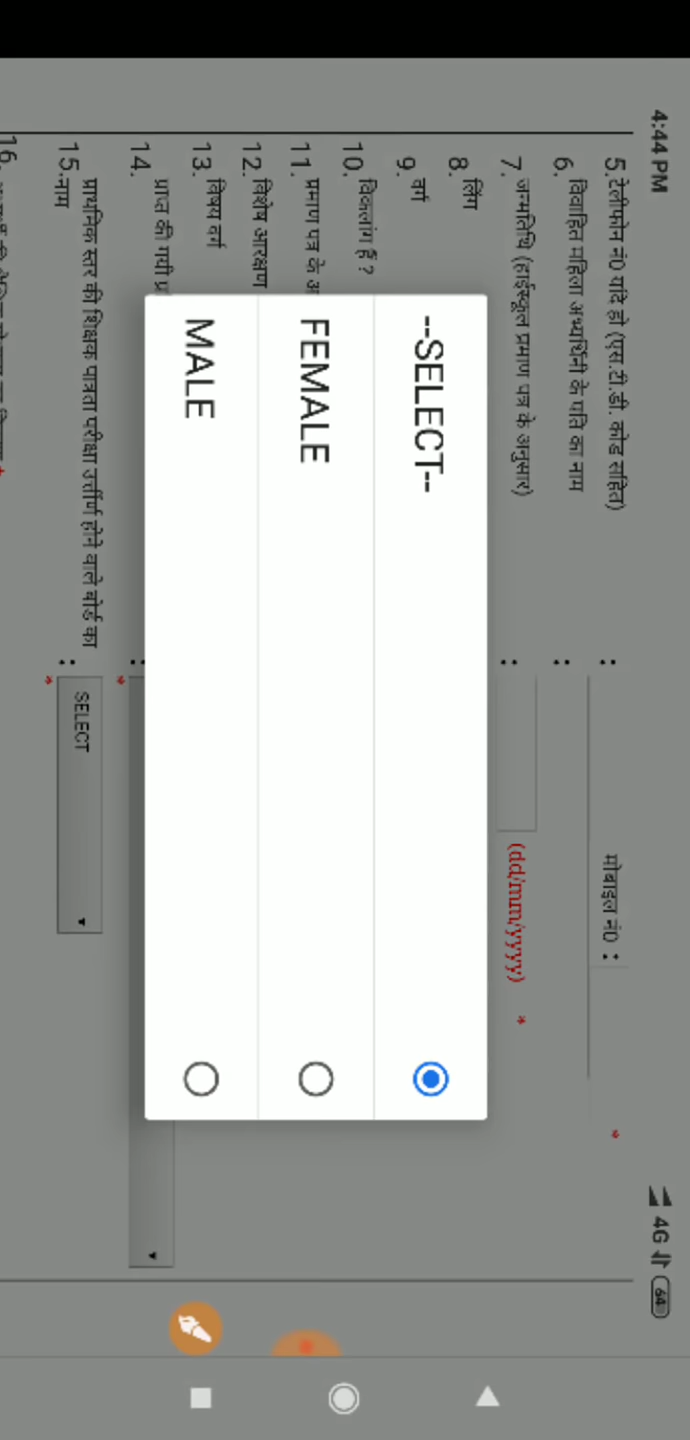 4:44 PM
4G 64
5. टेलीफोन नं0 यदि हो (एस.टी.डी. कोड सहित) :
मोबाइल नं0 : *
6. विवाहित महिला अभ्यर्थिनी के पति का नाम :
7. जन्मतिथि (हाईस्कूल प्रमाण पत्र के अनुसार) : (dd/mm/yyyy) *
8. लिंग
9. वर्ग
10. विकलांग हैं ?
11. प्रमाण पत्र के
12. विशेष आरक्षण
13. विषय वर्ग
14. प्राप्त की गयी :
*
15. प्राथमिक स्तर की शिक्षक पात्रता परीक्षा उत्तीर्ण होने वाले बोर्ड का
नाम : SELECT
*
16.
--SELECT--
FEMALE
MALE